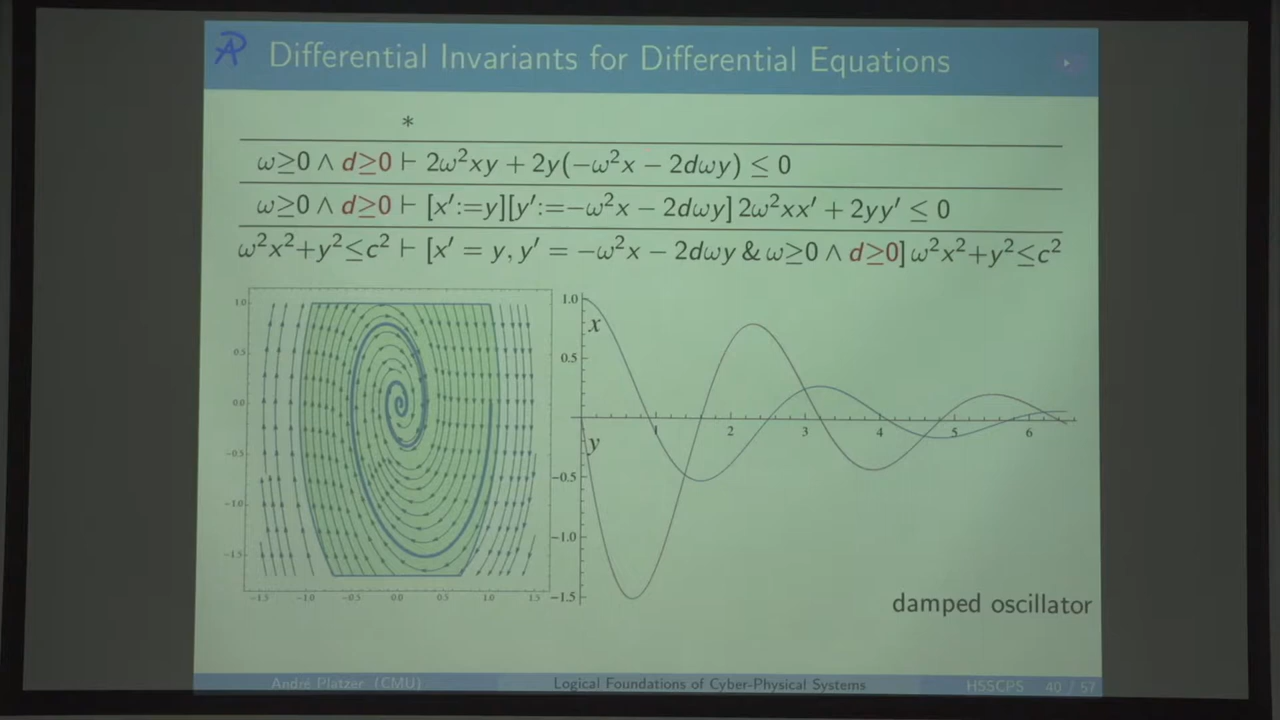 Differential Invariants for Differential Equations
*
ω≥0 ∧ d≥0 ⊢ 2ω²xy + 2y(−ω²x − 2dωy) ≤ 0
ω≥0 ∧ d≥0 ⊢ [x′:=y][y′:=−ω²x − 2dωy] 2ω²xx′ + 2yy′ ≤ 0
ω²x²+y²≤c² ⊢ [x′ = y, y′ = −ω²x − 2dωy & ω≥0 ∧ d≥0] ω²x²+y²≤c²
1.0
0.5
0.0
−0.5
−1.0
−1.5
−1.5 −1.0 −0.5 0.0 0.5 1.0 1.5
1.0
x
0.5
1 2 3 4 5 6
y
−0.5
−1.0
−1.5
damped oscillator
André Platzer (CMU) Logical Foundations of Cyber-Physical Systems HSSCPS 40 / 57